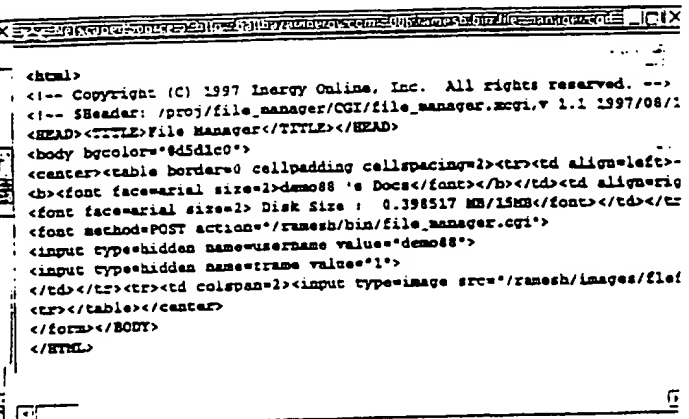 <html>
<!-- Copyright (C) 1997 Inergy Online, Inc. All rights reserved. -->
<!-- $Header: /proj/file_manager/CGI/file_manager.mcgi,v 1.1 1997/08/1
<HEAD><TITLE>File Manager</TITLE></HEAD>
<body bgcolor="#d5d1c0">
<center><table border=0 cellpadding cellspacing=2><tr><td align=left>
<b><font face=arial size=2>demo88 's Docs</font></b></td><td align=rig
<font face=arial size=2> Disk Size : 0.398517 MB/15MB</font></td></tr
<font method=POST action="/ramesh/bin/file_manager.cgi">
<input type=hidden name=username value="demo88">
<input type=hidden name=frame value="1">
</td></tr><tr><td colspan=2><input type=image src="/ramesh/images/flef
<tr></table></center>
</form></BODY>
</HTML>